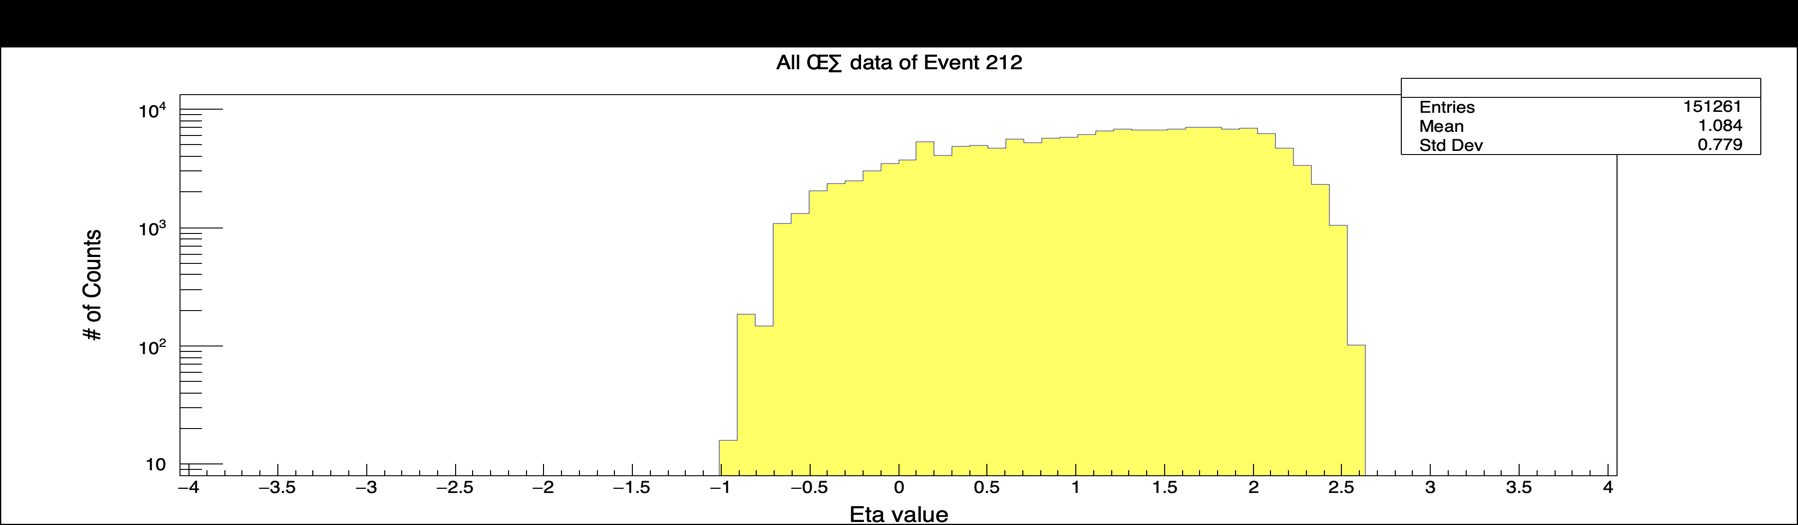 All ŒE∑ data of Event 212
Entries 151261
Mean 1.084
Std Dev 0.779
# of Counts
10⁴
10³
10²
10
−4 −3.5 −3 −2.5 −2 −1.5 −1 −0.5 0 0.5 1 1.5 2 2.5 3 3.5 4
Eta value